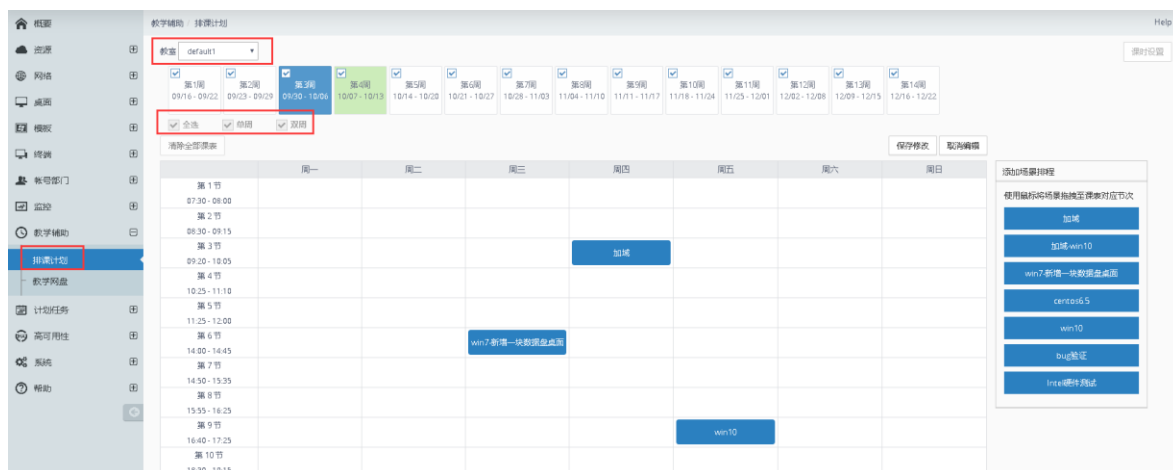 概要
教学辅助 / 排课计划
Help
资源
网络
桌面
模板
终端
帐号部门
监控
教学辅助
排课计划
教学网盘
计划任务
高可用性
系统
帮助
教室 default1
课时设置
第1周 第2周 第3周 第4周 第5周 第6周 第7周 第8周 第9周 第10周 第11周 第12周 第13周 第14周
09/16 - 09/22 09/23 - 09/29 09/30 - 10/06 10/07 - 10/13 10/14 - 10/20 10/21 - 10/27 10/28 - 11/03 11/04 - 11/10 11/11 - 11/17 11/18 - 11/24 11/25 - 12/01 12/02 - 12/08 12/09 - 12/15 12/16 - 12/22
全选 单周 双周
清除全部课表
保存修改 取消编辑
周一 周二 周三 周四 周五 周六 周日
第 1 节
07:30 - 08:00
第 2 节
08:30 - 09:15
第 3 节
09:20 - 10:05
加域
第 4 节
10:25 - 11:10
第 5 节
11:25 - 12:00
第 6 节
14:00 - 14:45
win7-新增一块数据盘桌面
第 7 节
14:50 - 15:35
第 8 节
15:55 - 16:25
第 9 节
16:40 - 17:25
win10
第 10 节
添加场景排程
使用鼠标将场景拖拽至课表对应节次
加域
加域-win10
win7-新增一块数据盘桌面
centos6.5
win10
bug验证
Intel硬件测试